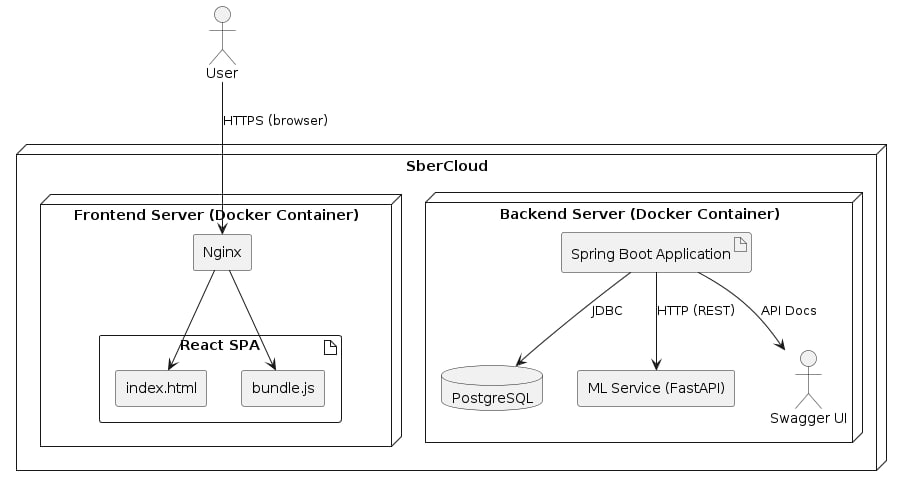 User
HTTPS (browser)
SberCloud
Frontend Server (Docker Container)
Nginx
React SPA
index.html
bundle.js
Backend Server (Docker Container)
Spring Boot Application
JDBC
HTTP (REST)
API Docs
PostgreSQL
ML Service (FastAPI)
Swagger UI